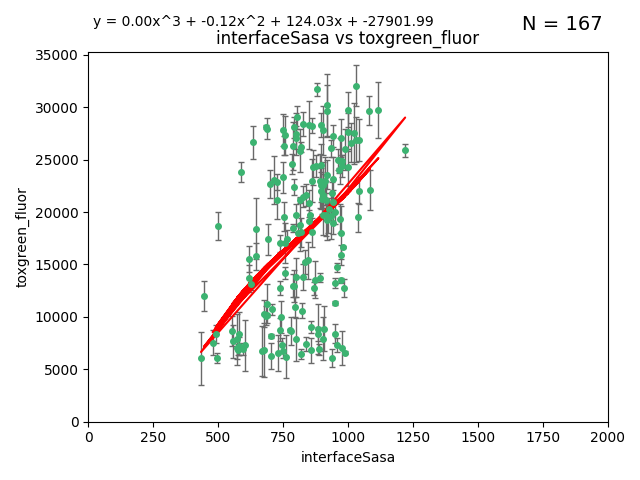 y = 0.00x^3 + -0.12x^2 + 124.03x + -27901.99
N = 167
interfaceSasa vs toxgreen_fluor
35000
30000
25000
20000
15000
10000
5000
0
toxgreen_fluor
0 250 500 750 1000 1250 1500 1750 2000
interfaceSasa